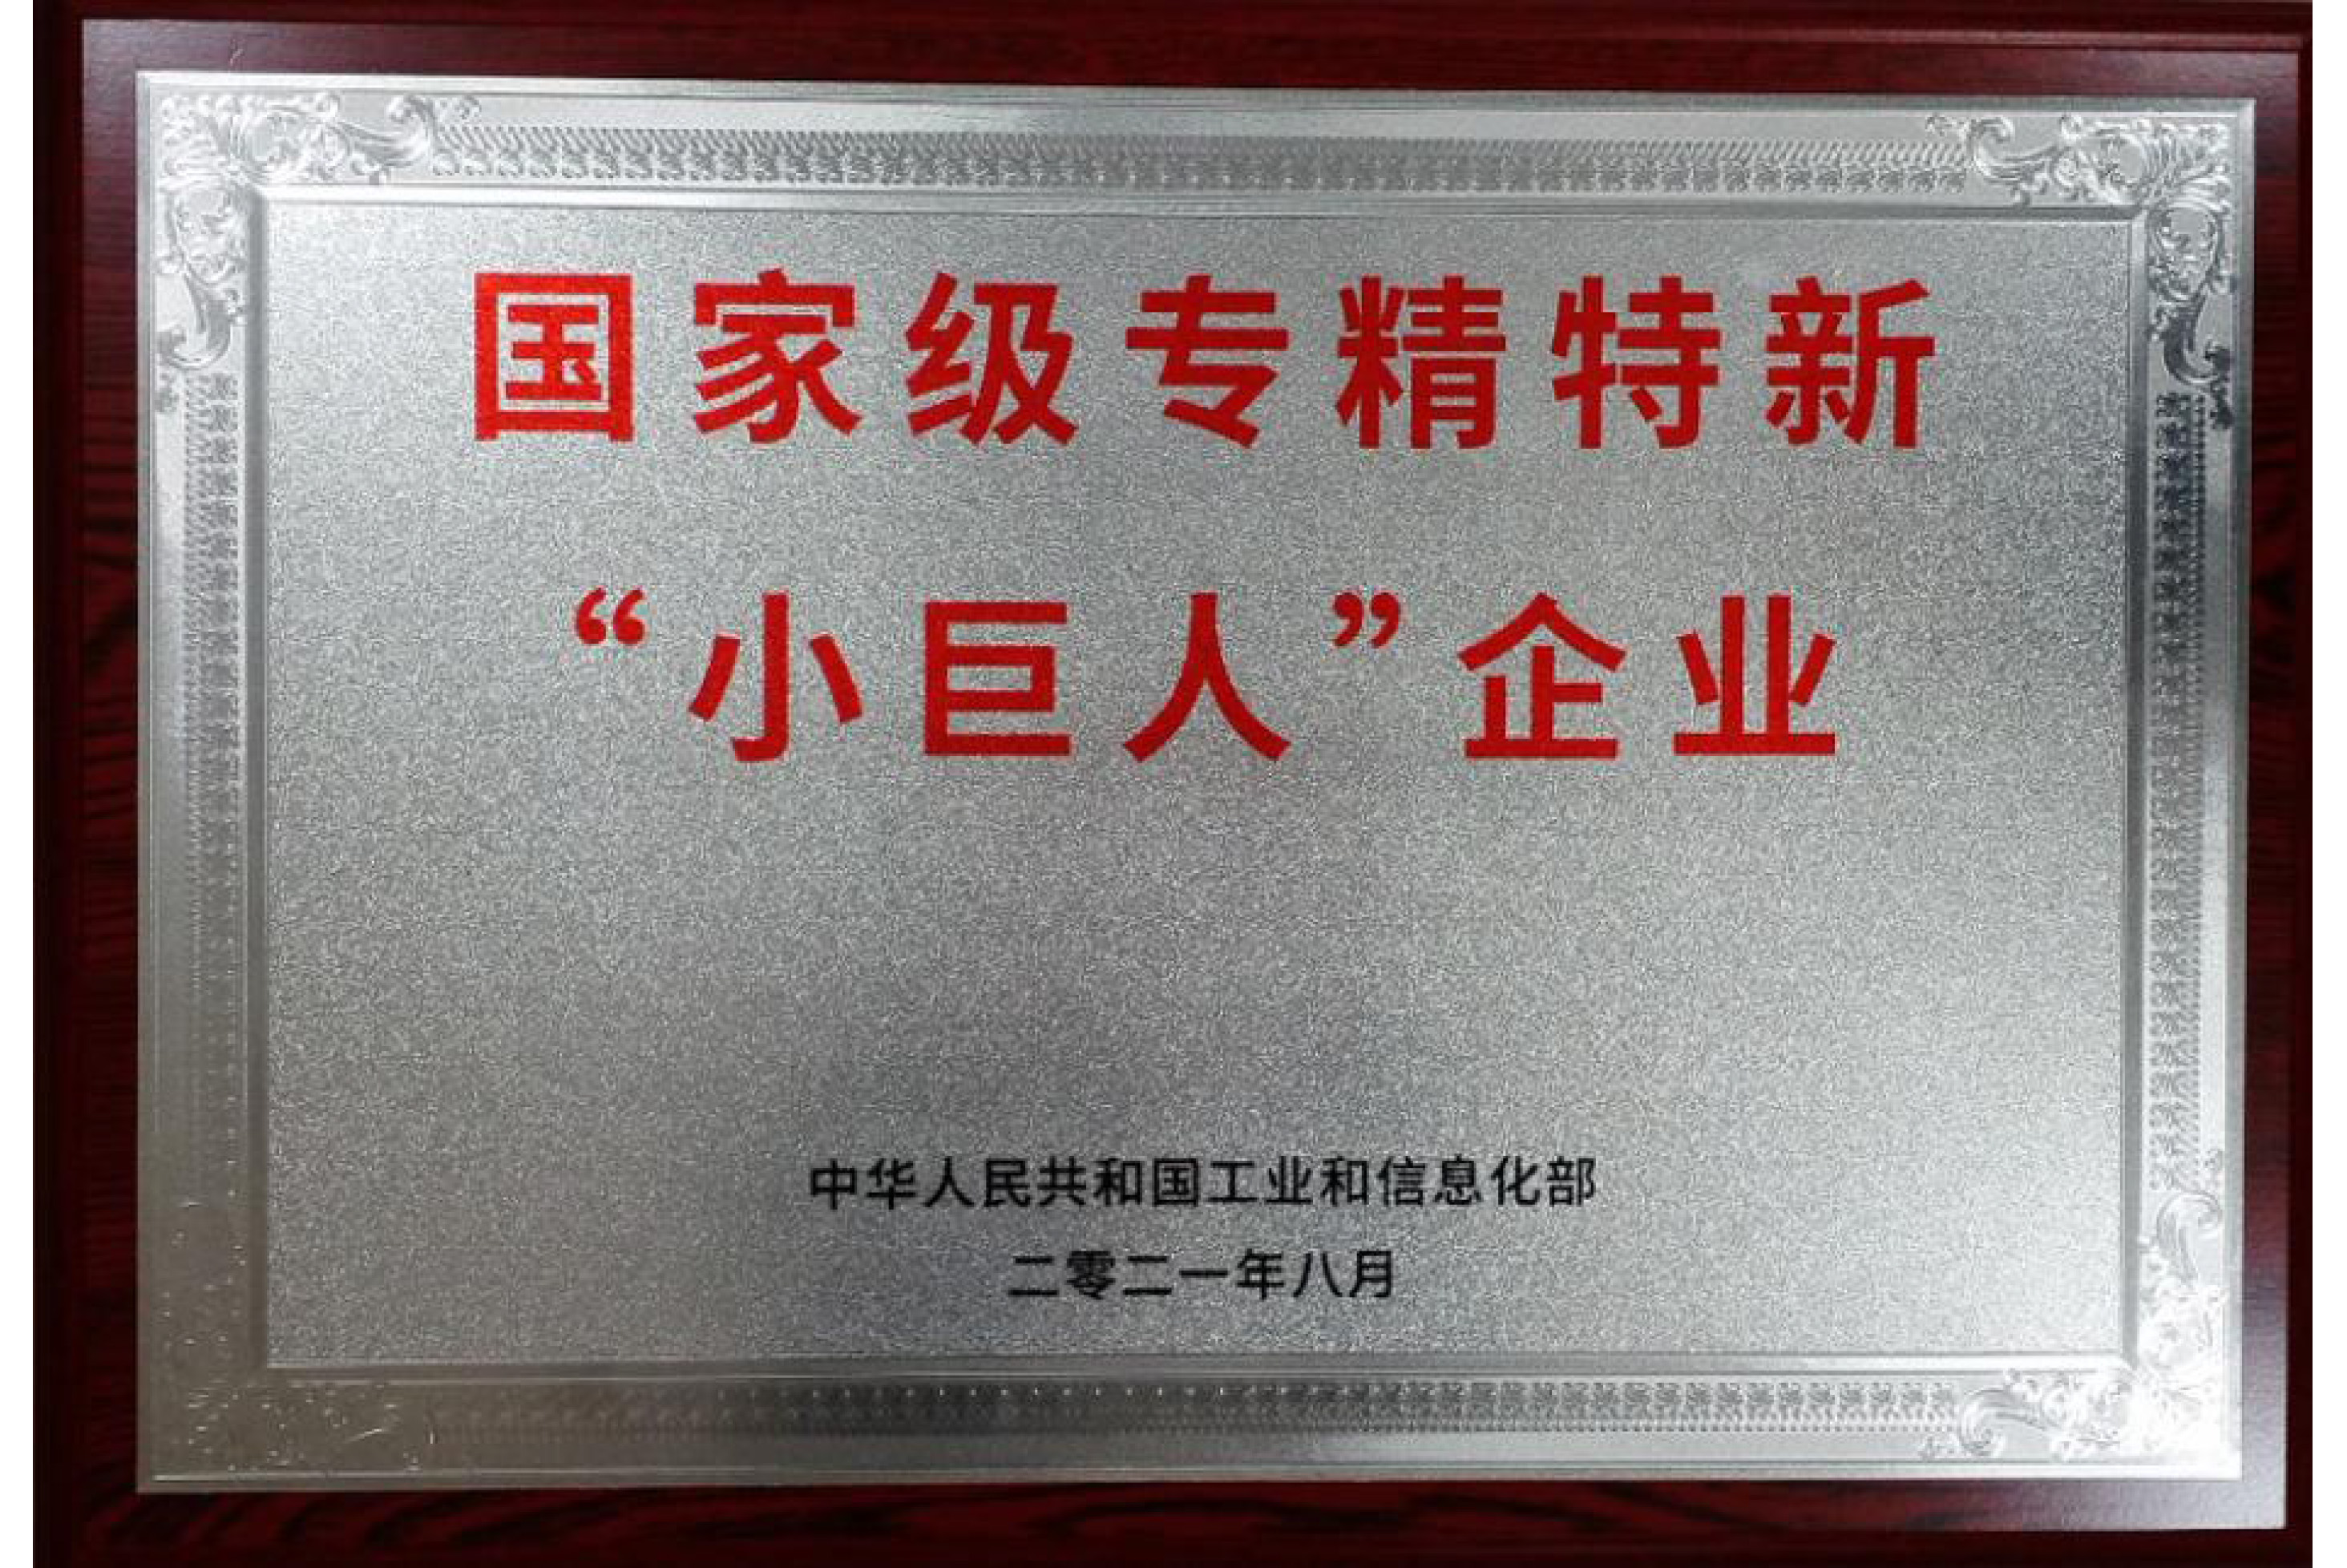 国家级专精特新
“小巨人”企业
中华人民共和国工业和信息化部
二零二一年八月